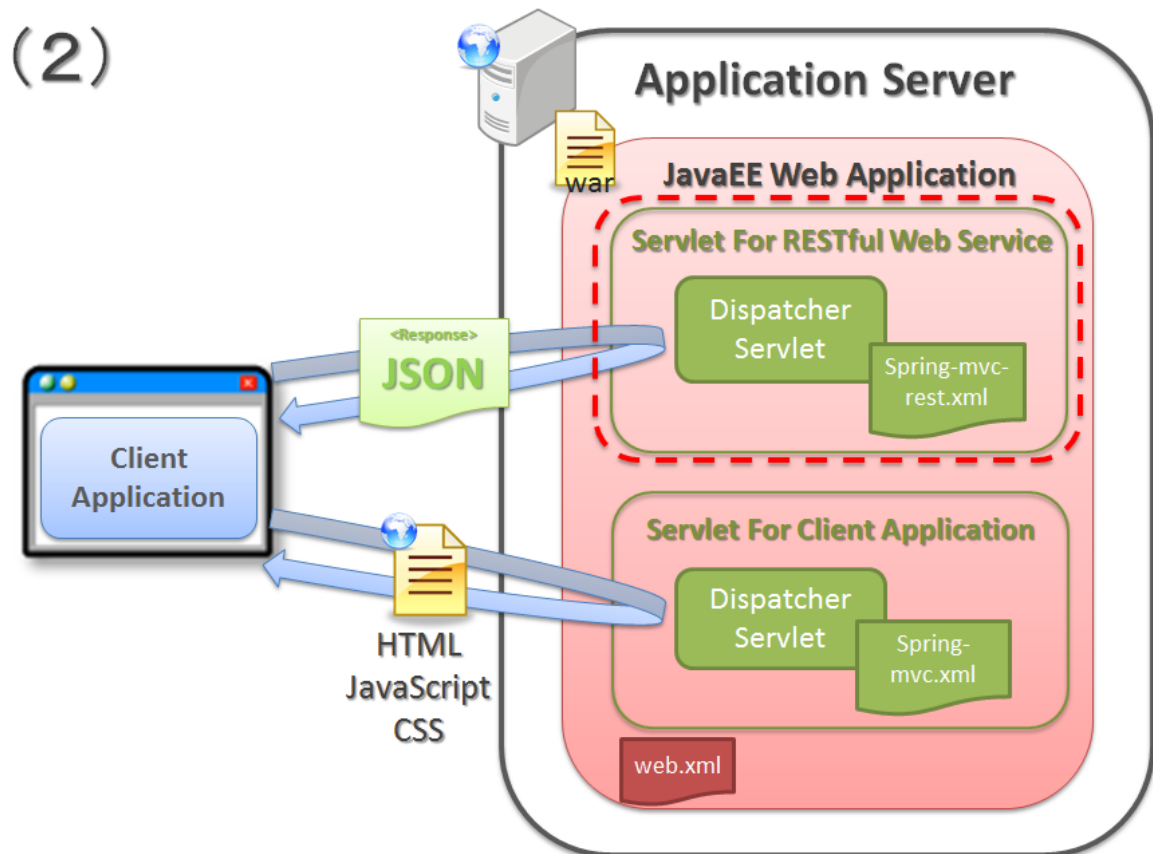 （2）
Application Server
war
JavaEE Web Application
Servlet For RESTful Web Service
Dispatcher
Servlet
Spring-mvc-
rest.xml
<Response>
JSON
Client
Application
Servlet For Client Application
Dispatcher
Servlet
Spring-
mvc.xml
HTML
JavaScript
CSS
web.xml